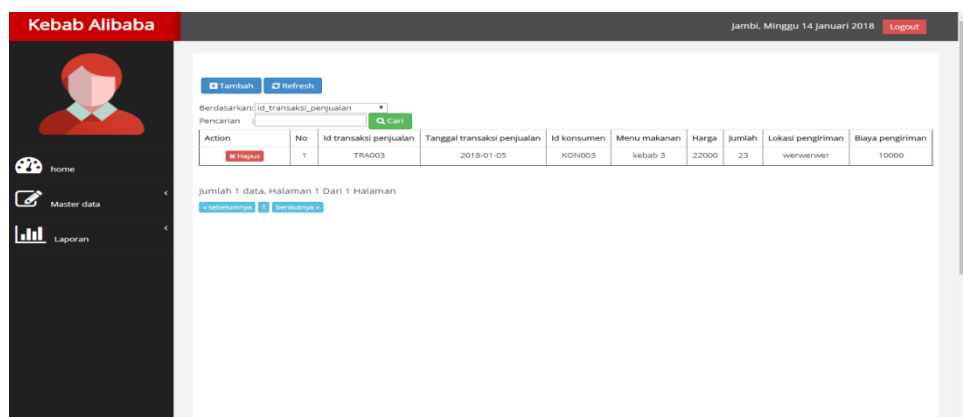 Kebab Alibaba
Jambi, Minggu 14 Januari 2018 Logout
Tambah Refresh
Berdasarkan: id_transaksi_penjualan
Pencarian : Cari
Action No Id transaksi penjualan Tanggal transaksi penjualan Id konsumen Menu makanan Harga Jumlah Lokasi pengiriman Biaya pengiriman
Hapus 1 TRA003 2018-01-05 KON003 kebab 3 22000 23 werwerwer 10000
home
Jumlah 1 data, Halaman 1 Dari 1 Halaman
Master data
« sebelumnya 1 berikutnya »
Laporan